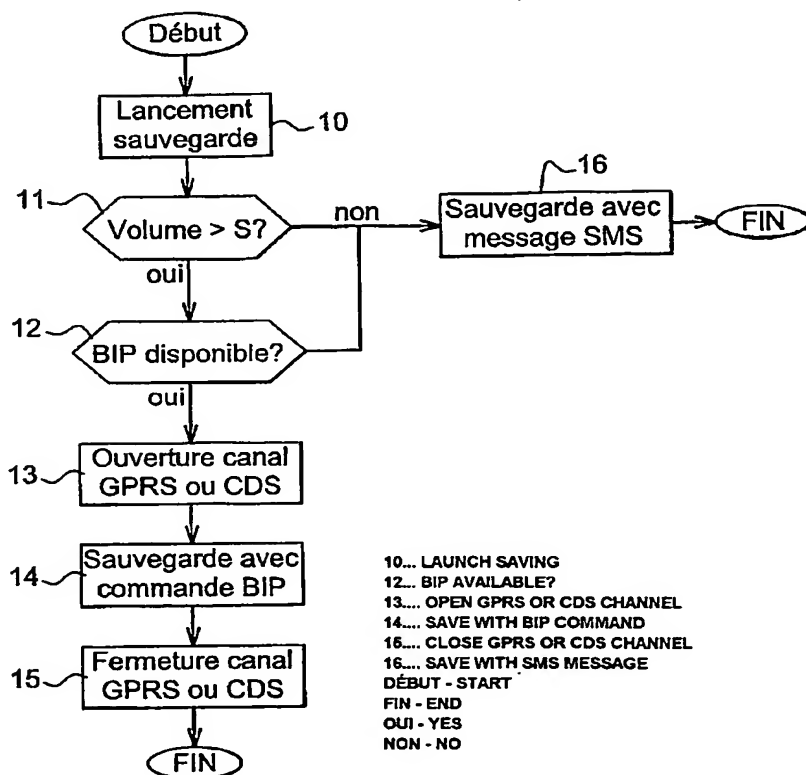 Début
Lancement
sauvegarde
10
11
Volume > S?
non
16
Sauvegarde avec
message SMS
FIN
oui
12
BIP disponible?
oui
13
Ouverture canal
GPRS ou CDS
14
Sauvegarde avec
commande BIP
15
Fermeture canal
GPRS ou CDS
FIN
10... LAUNCH SAVING
12... BIP AVAILABLE?
13.... OPEN GPRS OR CDS CHANNEL
14.... SAVE WITH BIP COMMAND
15.... CLOSE GPRS OR CDS CHANNEL
16.... SAVE WITH SMS MESSAGE
DÉBUT - START
FIN - END
OUI - YES
NON - NO